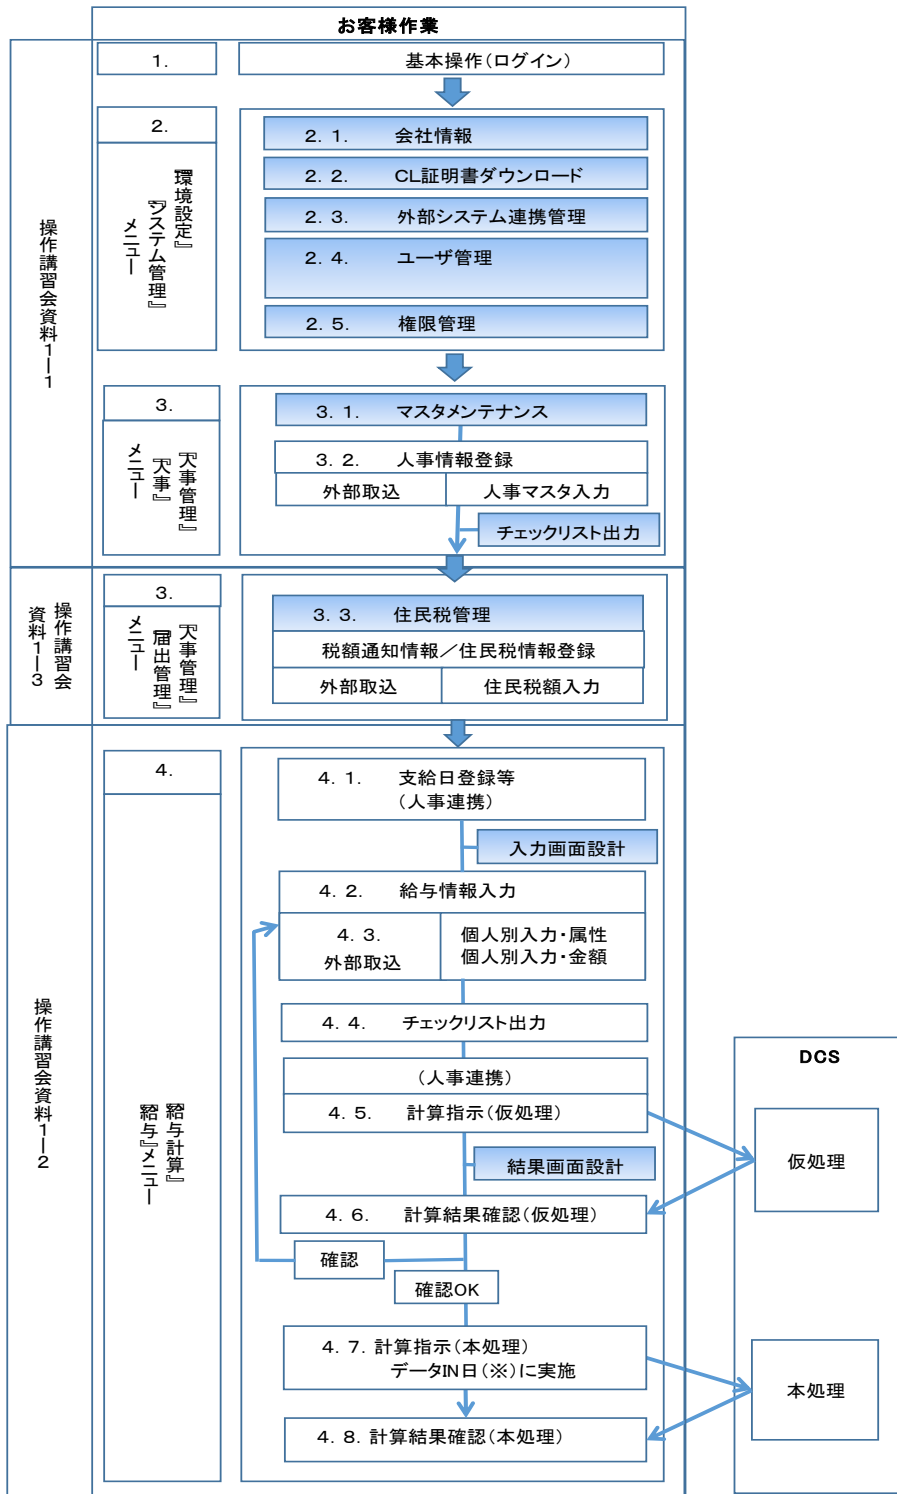 お客様作業
操作講習会資料1―1
1.
基本操作(ログイン)
2.
『環境設定』
『システム管理』
メニュー
2. 1. 会社情報
2. 2. CL証明書ダウンロード
2. 3. 外部システム連携管理
2. 4. ユーザ管理
2. 5. 権限管理
3.
『人事管理』
『人事』
メニュー
3. 1. マスタメンテナンス
3. 2. 人事情報登録
外部取込
人事マスタ入力
チェックリスト出力
操作講習会
資料1―3
3.
『人事管理』
『届出管理』
メニュー
3. 3. 住民税管理
税額通知情報/住民税情報登録
外部取込
住民税額入力
操作講習会資料1―2
4.
『給与計算』
『給与』メニュー
4. 1. 支給日登録等
(人事連携)
入力画面設計
4. 2. 給与情報入力
4. 3.
外部取込
個人別入力・属性
個人別入力・金額
4. 4. チェックリスト出力
(人事連携)
4. 5. 計算指示(仮処理)
結果画面設計
4. 6. 計算結果確認(仮処理)
確認
確認OK
4. 7. 計算指示(本処理)
データIN日(※)に実施
4. 8. 計算結果確認(本処理)
DCS
仮処理
本処理